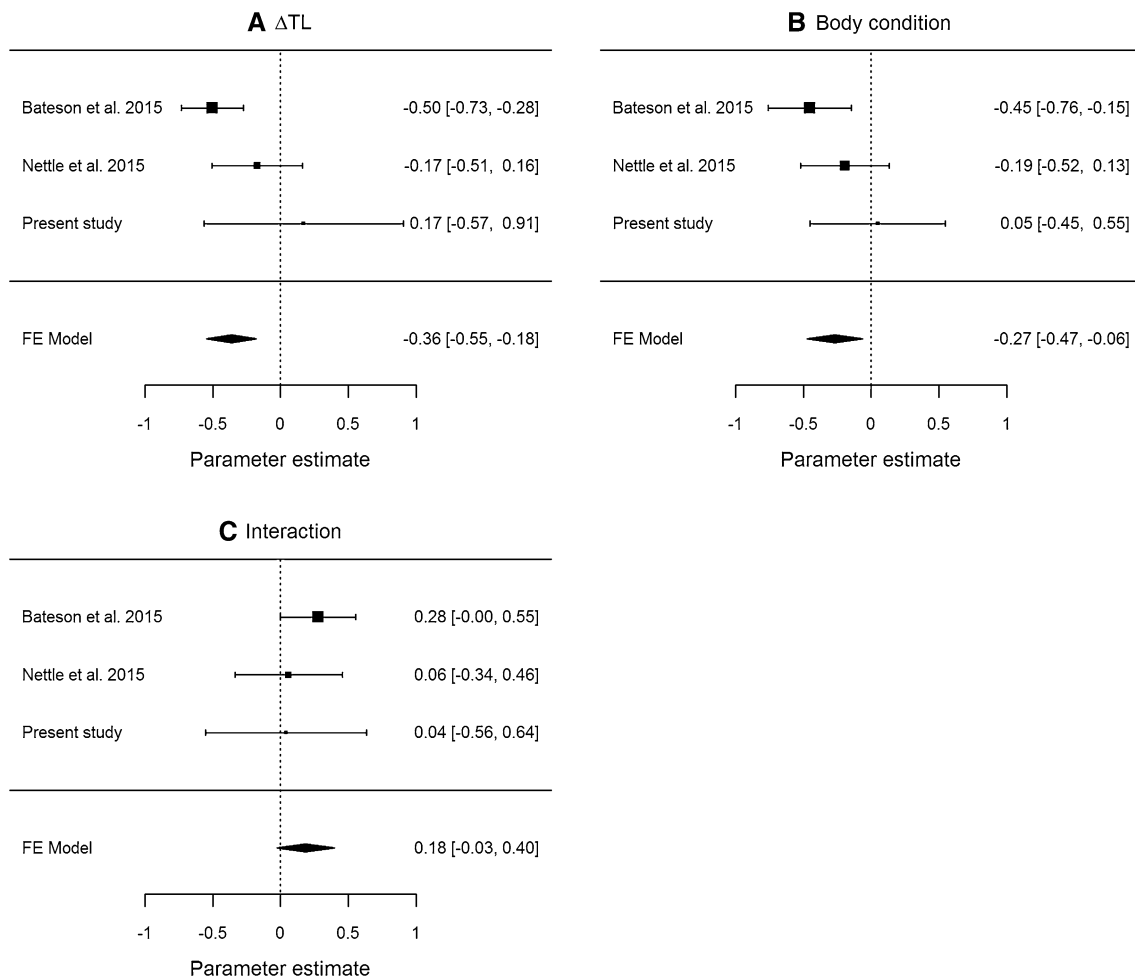 A ΔTL
Bateson et al. 2015 -0.50 [-0.73, -0.28]
Nettle et al. 2015 -0.17 [-0.51, 0.16]
Present study 0.17 [-0.57, 0.91]
FE Model -0.36 [-0.55, -0.18]
-1 -0.5 0 0.5 1
Parameter estimate
B Body condition
Bateson et al. 2015 -0.45 [-0.76, -0.15]
Nettle et al. 2015 -0.19 [-0.52, 0.13]
Present study 0.05 [-0.45, 0.55]
FE Model -0.27 [-0.47, -0.06]
-1 -0.5 0 0.5 1
Parameter estimate
C Interaction
Bateson et al. 2015 0.28 [-0.00, 0.55]
Nettle et al. 2015 0.06 [-0.34, 0.46]
Present study 0.04 [-0.56, 0.64]
FE Model 0.18 [-0.03, 0.40]
-1 -0.5 0 0.5 1
Parameter estimate